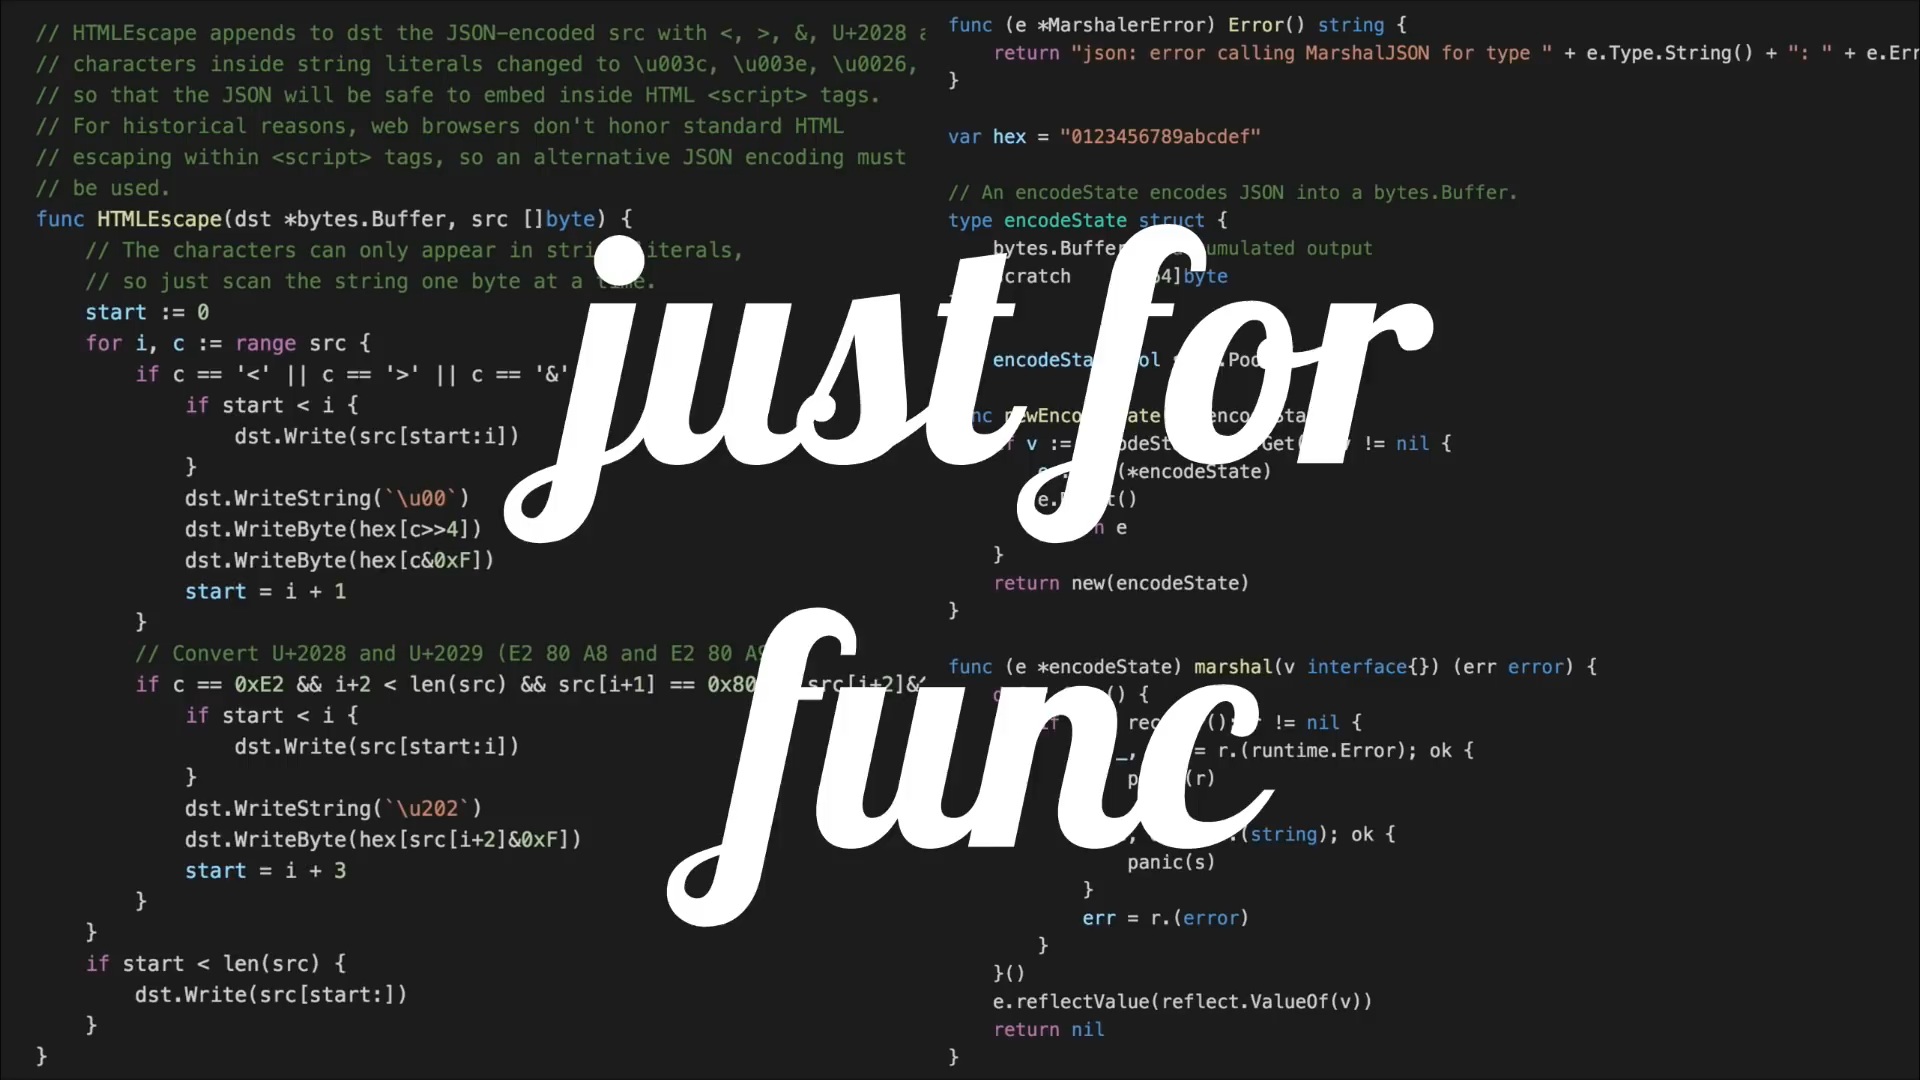 // HTMLEscape appends to dst the JSON-encoded src with <, >, &, U+2028
// characters inside string literals changed to \u003c, \u003e, \u0026,
// so that the JSON will be safe to embed inside HTML <script> tags.
// For historical reasons, web browsers don't honor standard HTML
// escaping within <script> tags, so an alternative JSON encoding must
// be used.
func HTMLEscape(dst *bytes.Buffer, src []byte) {
// The characters can only appear in
// so just scan the string one byte at a
start := 0
for i, c := range src {
if c == '<' || c == '>' || c == '&'
if start < i {
dst.Write(src[start:i])
}
dst.WriteString(`\u00`)
dst.WriteByte(hex[c>>4])
dst.WriteByte(hex[c&0xF])
start = i + 1
}
// Convert U+2028 and U+2029 (E2 80 A8 and E2 80
if c == 0xE2 && i+2 < len(src) && src[i+1] == 0x80 src[i+2]&
if start < i {
dst.Write(src[start:i])
}
dst.WriteString(`\u202`)
dst.WriteByte(hex[src[i+2]&0xF])
start = i + 3
}
}
if start < len(src) {
dst.Write(src[start:])
}
}
just for
func
func (e *MarshalerError) Error() string {
return "json: error calling MarshalJSON for type " + e.Type.String() + ": " + e.Err
}
var hex = "0123456789abcdef"
// An encodeState encodes JSON into a bytes.Buffer.
type encodeState struct {
bytes.Buffer output
byte
!= nil {
(*encodeState)
e
}
return new(encodeState)
}
func (e *encodeState) marshal(v interface{}) (err error) {
() {
!= nil {
= r.(runtime.Error); ok {
(r)
(string); ok {
panic(s)
}
err = r.(error)
}
}()
e.reflectValue(reflect.ValueOf(v))
return nil
}